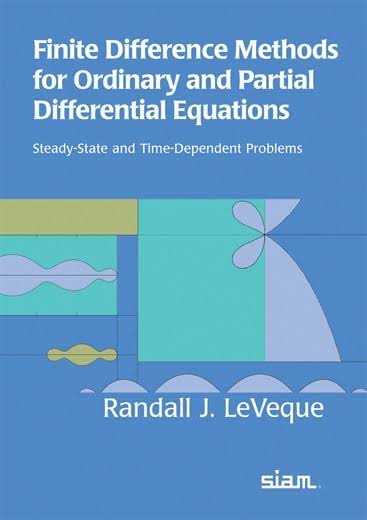 Finite Difference Methods
for Ordinary and Partial
Differential Equations
Steady-State and Time-Dependent Problems
Randall J. LeVeque
siam.